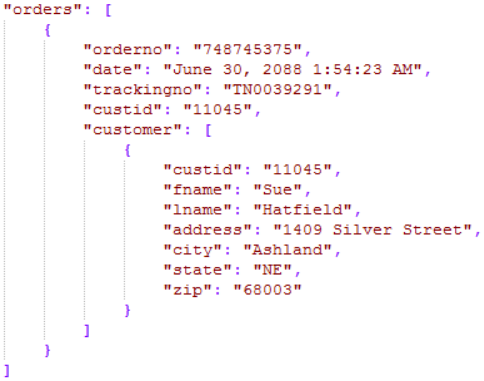 "orders": [
{
"orderno": "748745375",
"date": "June 30, 2088 1:54:23 AM",
"trackingno": "TN0039291",
"custid": "11045",
"customer": [
{
"custid": "11045",
"fname": "Sue",
"lname": "Hatfield",
"address": "1409 Silver Street",
"city": "Ashland",
"state": "NE",
"zip": "68003"
}
]
}
]